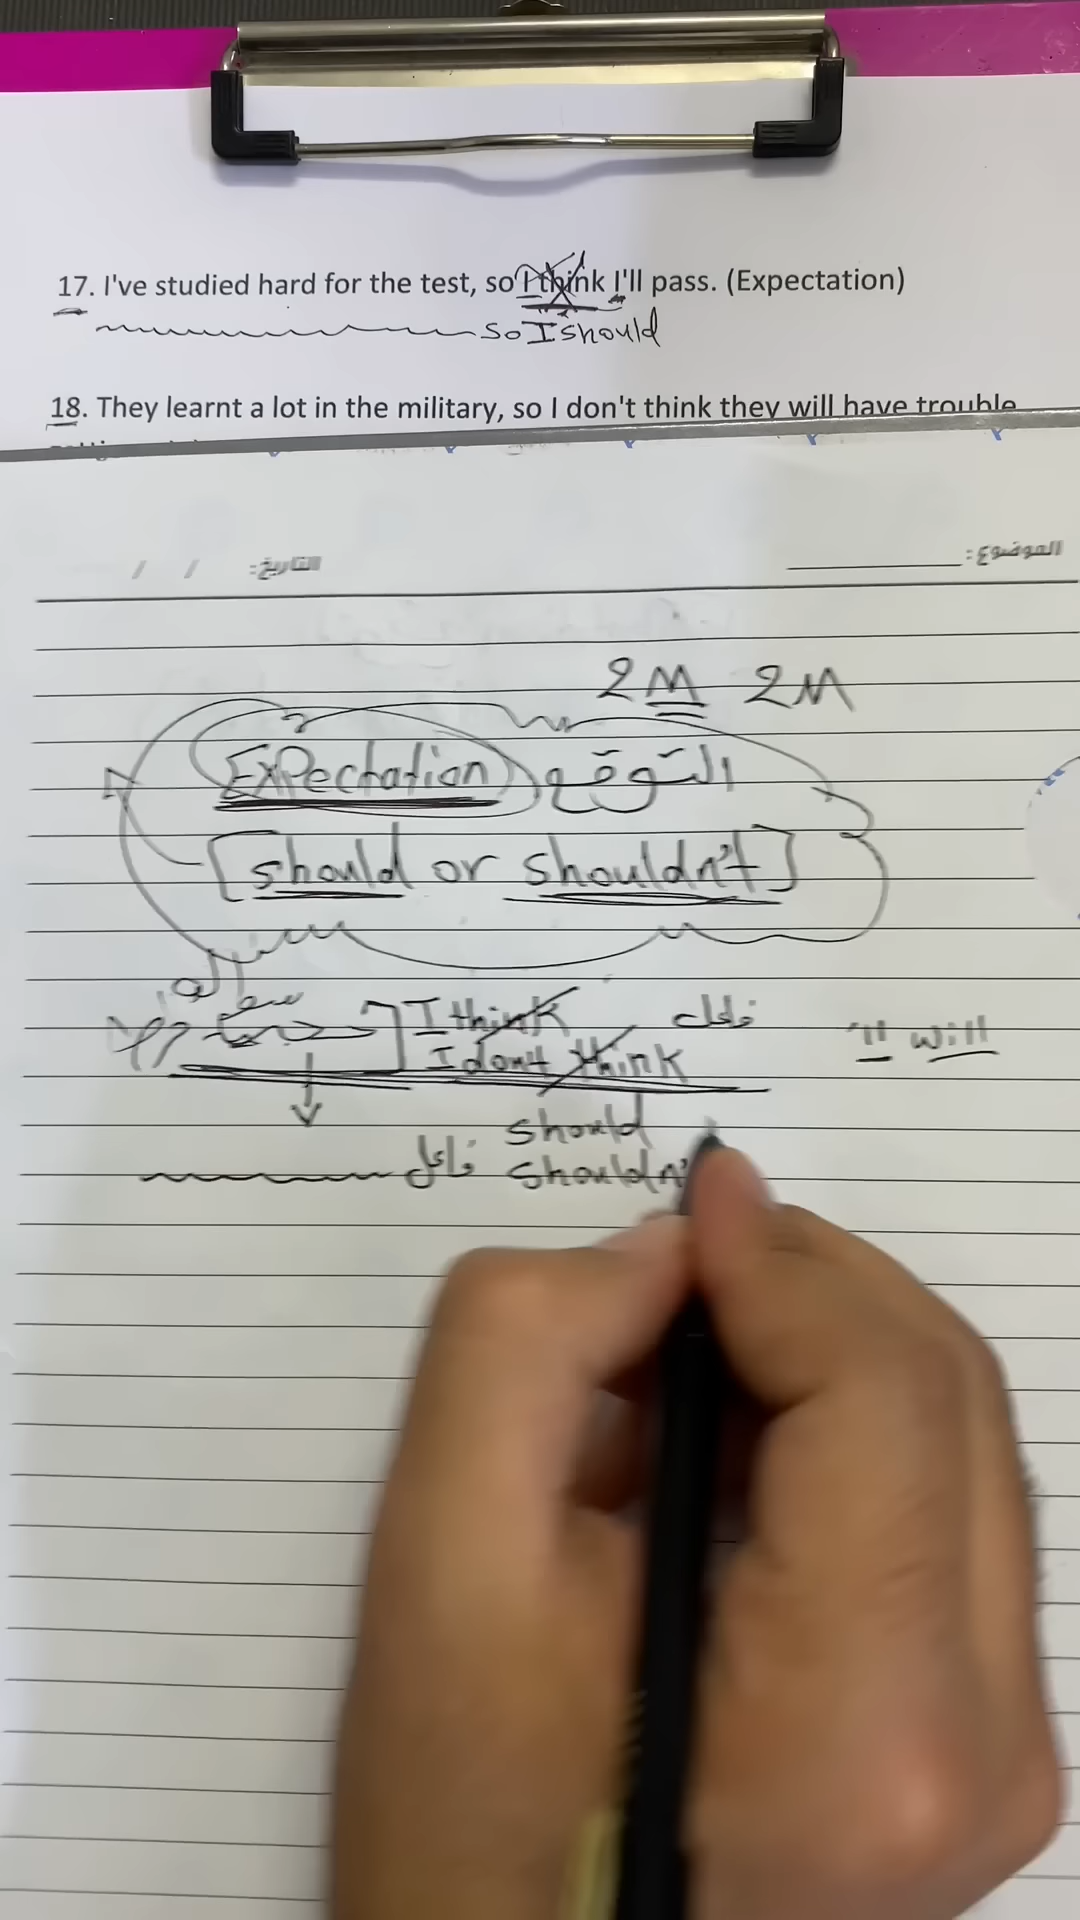 17. I've studied hard for the test, so I think I'll pass. (Expectation)
so I should
18. They learnt a lot in the military, so I don't think they will have trouble
التاريخ: / / الموضوع:
2M 2M
Expectation التوقع
[should or shouldn't]
I think فاعل 'll will
I don't think
should
فاعل shouldn'